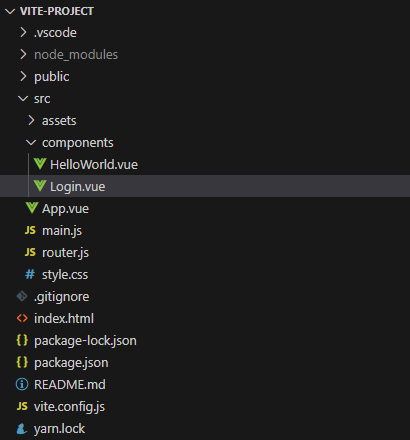 VITE-PROJECT
.vscode
node_modules
public
src
assets
components
HelloWorld.vue
Login.vue
App.vue
JS main.js
JS router.js
# style.css
.gitignore
<> index.html
{} package-lock.json
{} package.json
README.md
vite.config.js
yarn.lock